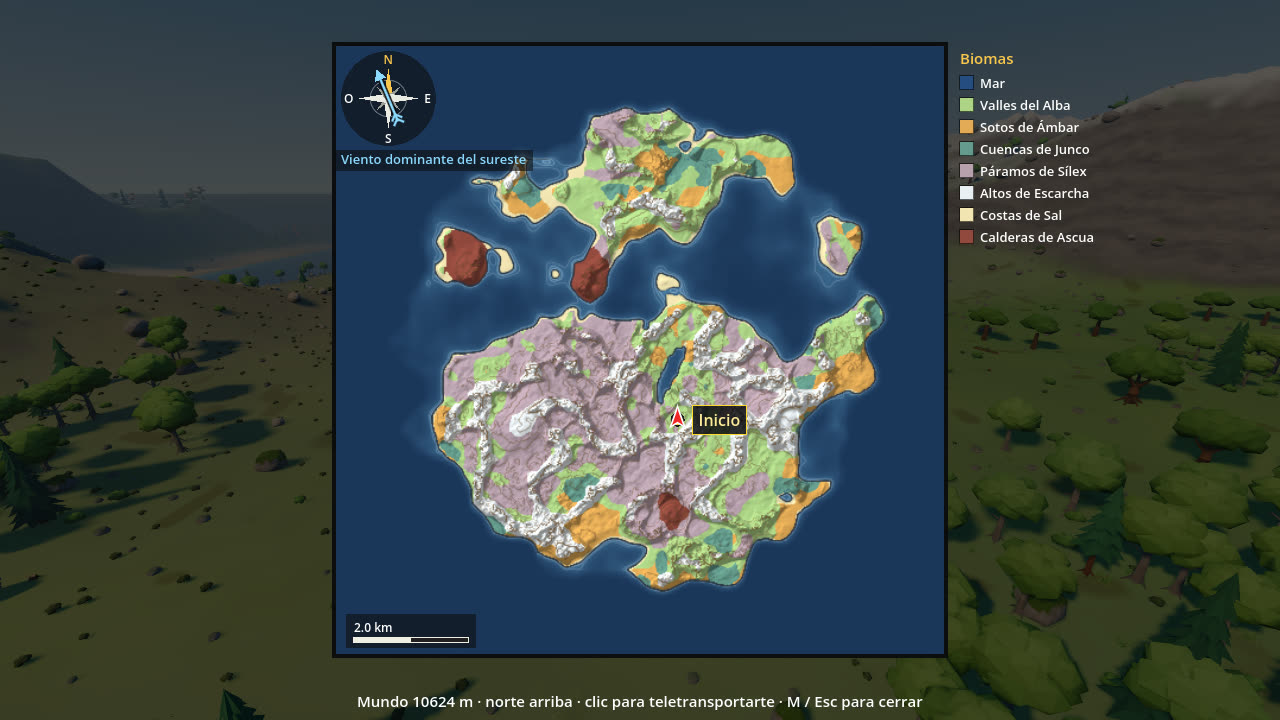 N
O
E
S
Viento dominante del sureste
Inicio
2.0 km
Biomas
Mar
Valles del Alba
Sotos de Ámbar
Cuencas de Junco
Páramos de Sílex
Altos de Escarcha
Costas de Sal
Calderas de Ascua
Mundo 10624 m · norte arriba · clic para teletransportarte · M / Esc para cerrar